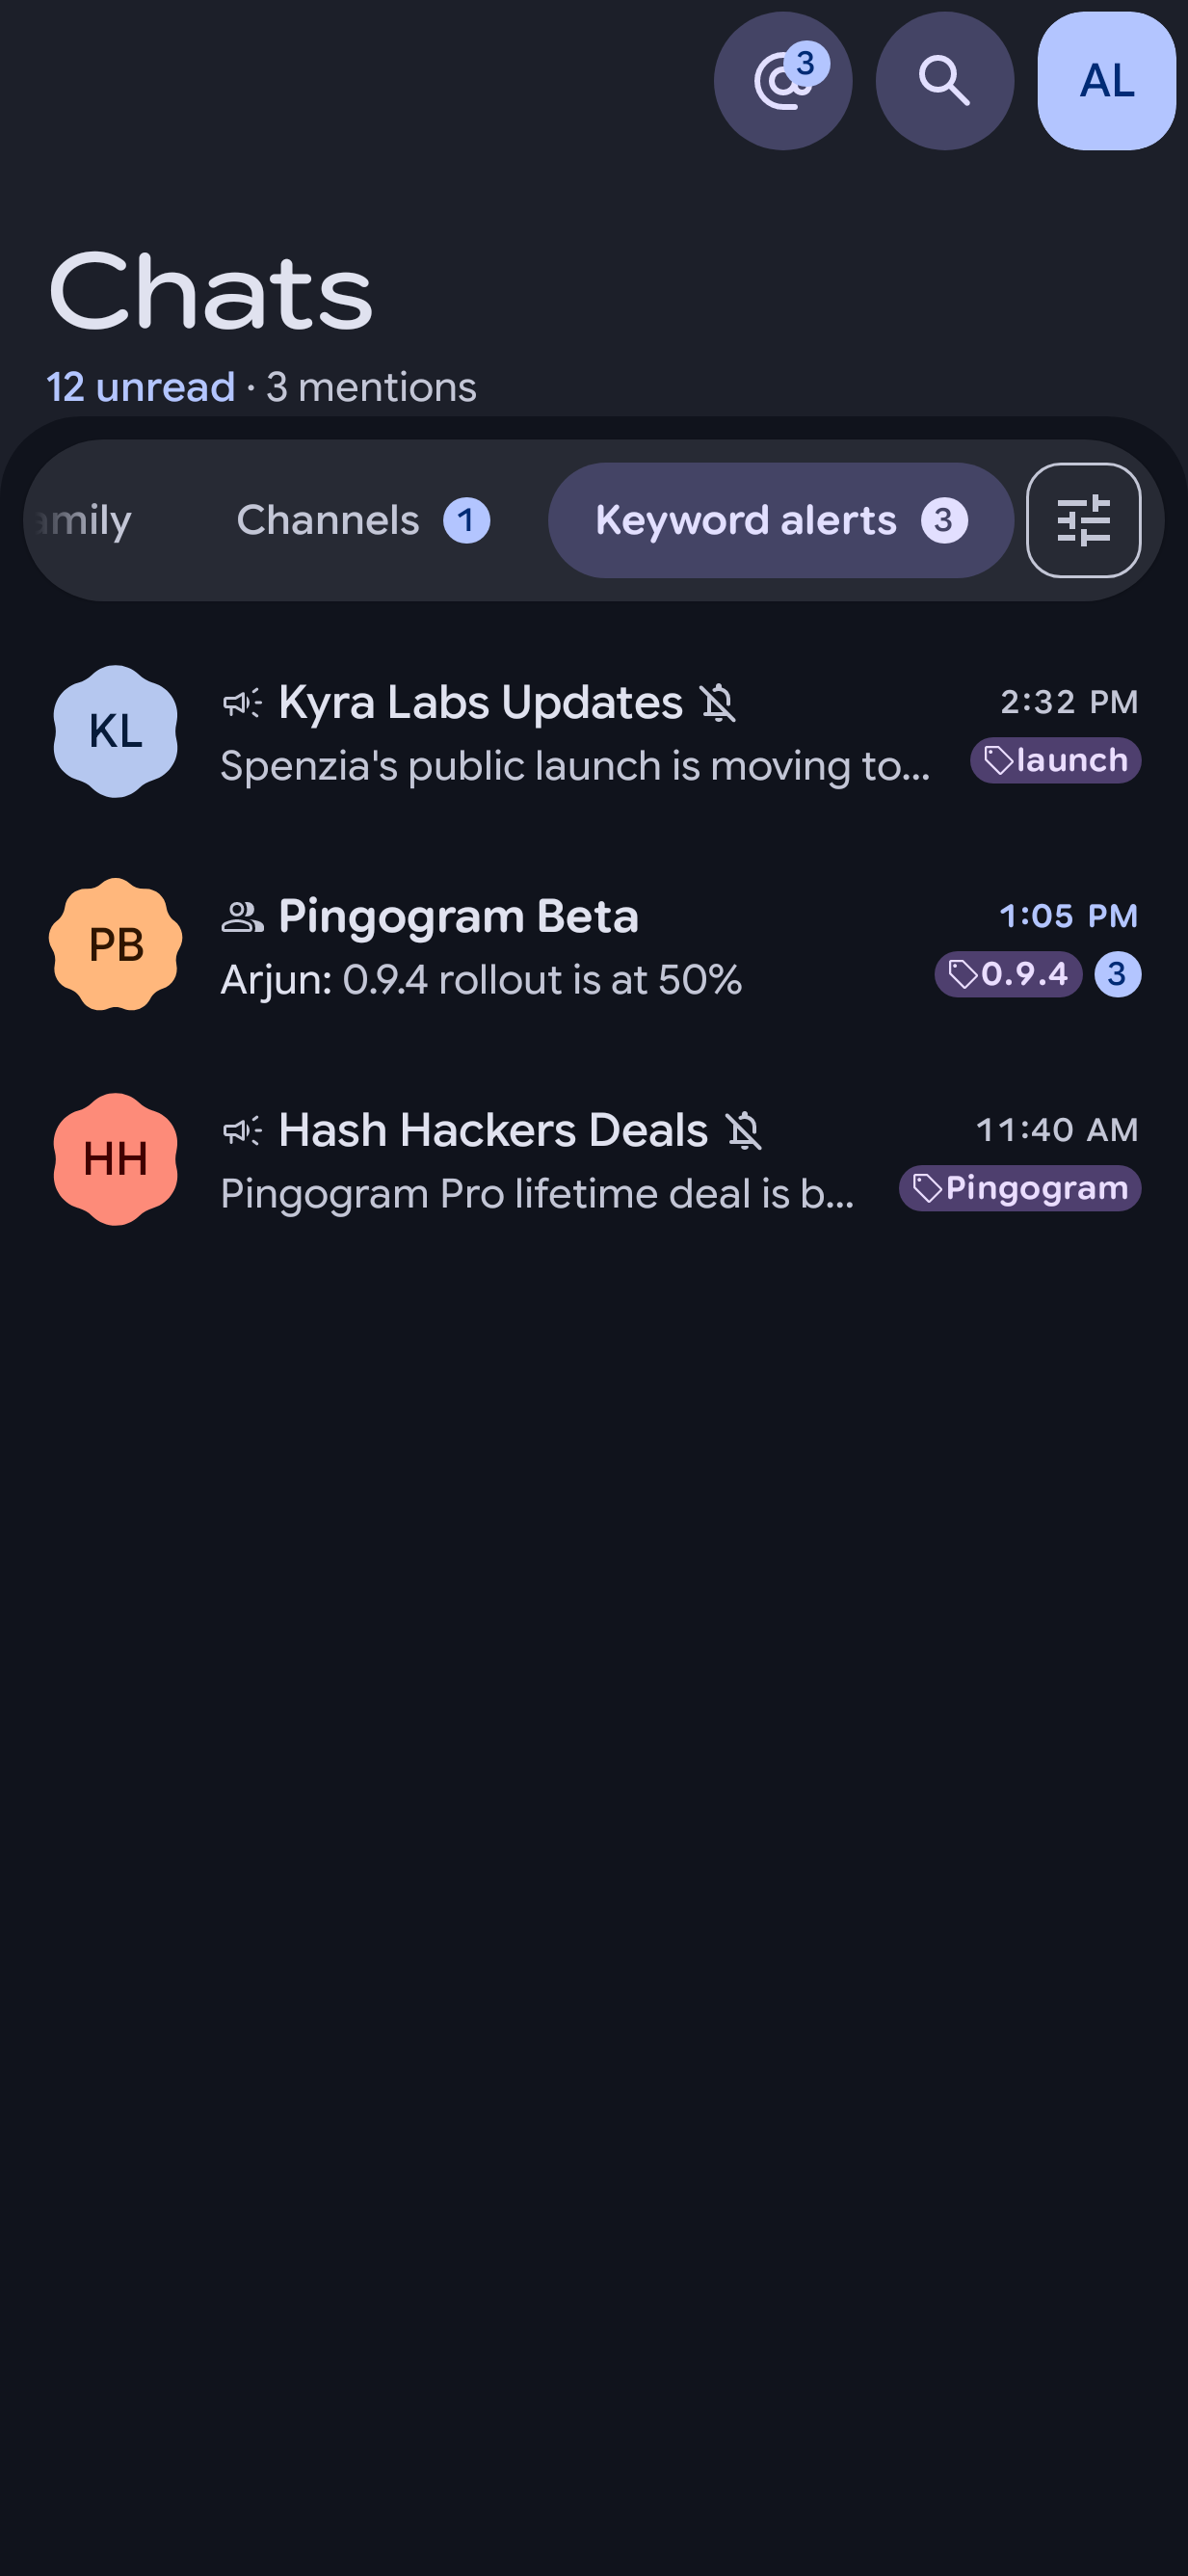 3
AL
Chats
12 unread · 3 mentions
amily Channels 1 Keyword alerts 3
KL
Kyra Labs Updates 2:32 PM
Spenzia's public launch is moving to... launch
PB
Pingogram Beta 1:05 PM
Arjun: 0.9.4 rollout is at 50% 0.9.4 3
HH
Hash Hackers Deals 11:40 AM
Pingogram Pro lifetime deal is b... Pingogram